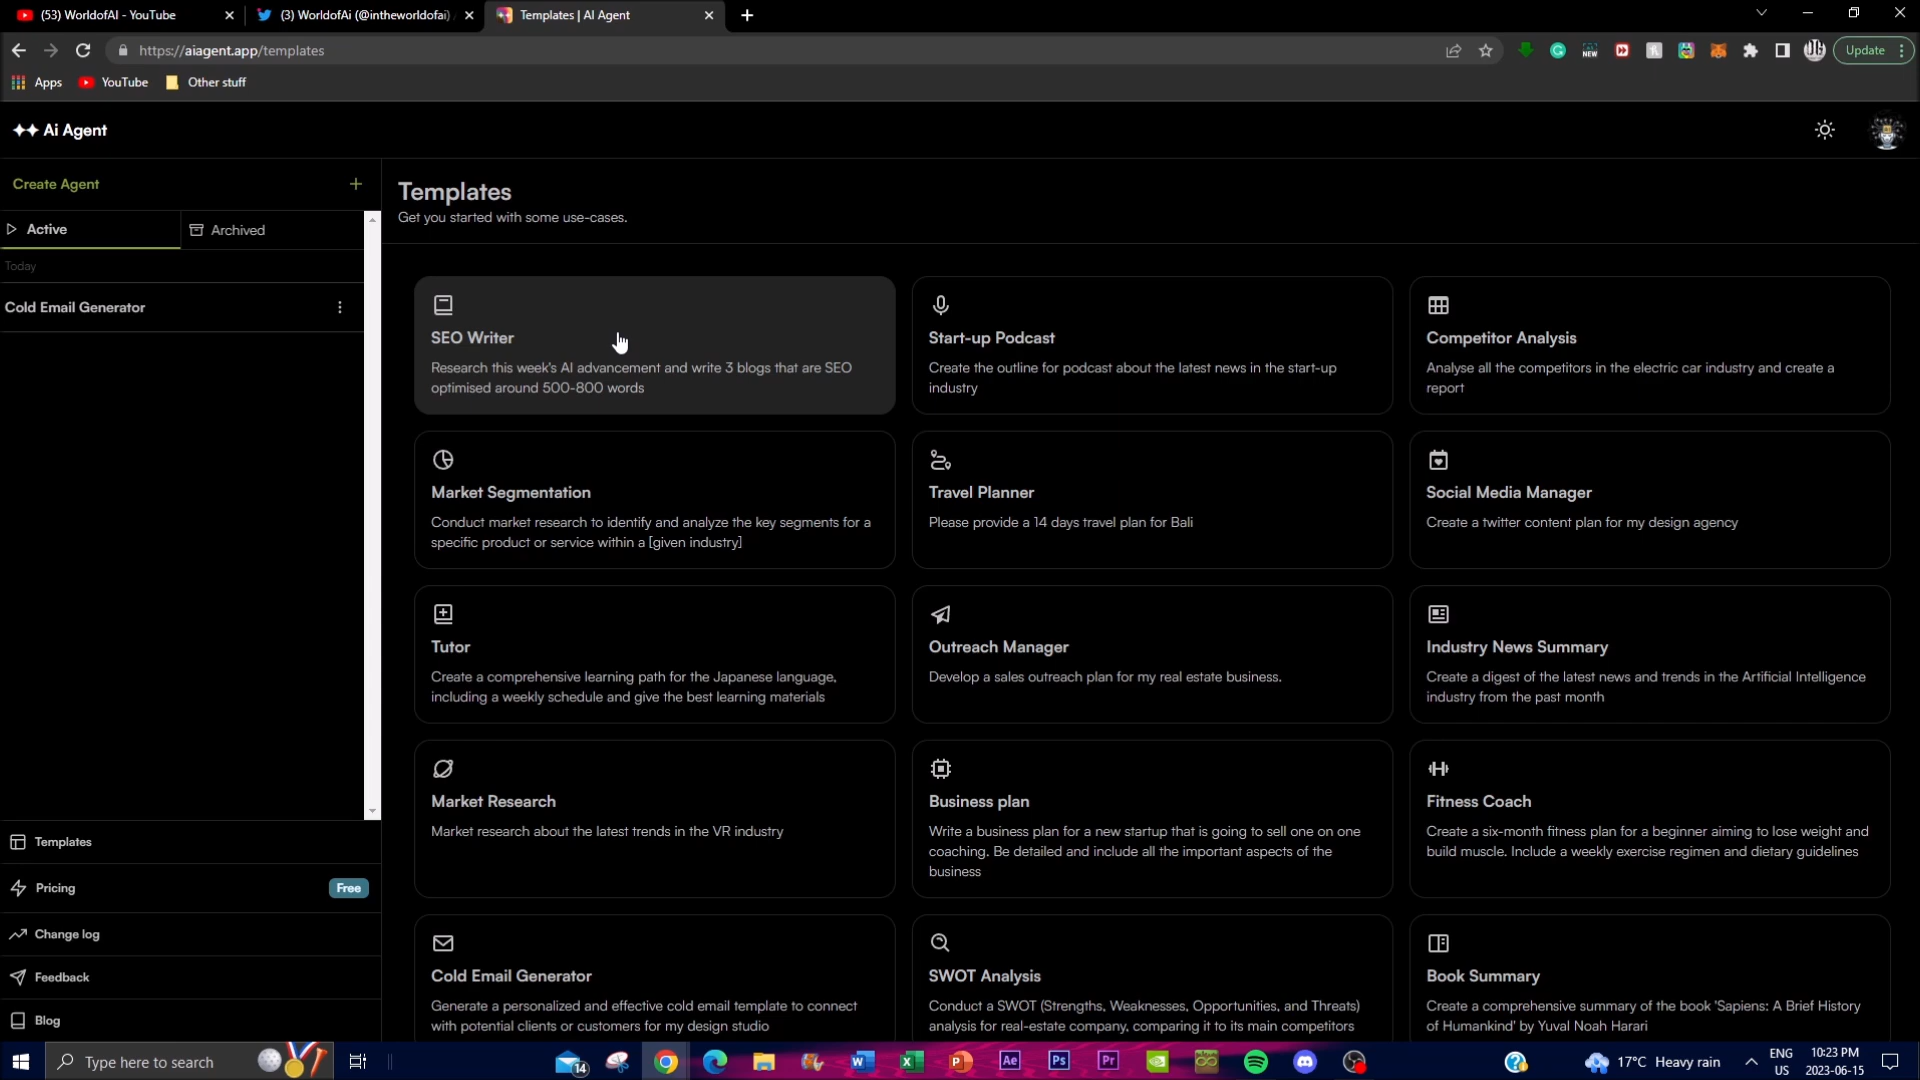 (53) WorldofAI - YouTube
(3) WorldofAi (@intheworldofai)
Templates | AI Agent
https://aiagent.app/templates
NEW
Update
Apps
YouTube
Other stuff
Ai Agent
Create Agent
Active
Archived
Today
Cold Email Generator
Templates
Get you started with some use-cases.
SEO Writer
Research this week's AI advancement and write 3 blogs that are SEO
optimised around 500-800 words
Start-up Podcast
Create the outline for podcast about the latest news in the start-up
industry
Competitor Analysis
Analyse all the competitors in the electric car industry and create a
report
Market Segmentation
Conduct market research to identify and analyze the key segments for a
specific product or service within a [given industry]
Travel Planner
Please provide a 14 days travel plan for Bali
Social Media Manager
Create a twitter content plan for my design agency
Tutor
Create a comprehensive learning path for the Japanese language,
including a weekly schedule and give the best learning materials
Outreach Manager
Develop a sales outreach plan for my real estate business.
Industry News Summary
Create a digest of the latest news and trends in the Artificial Intelligence
industry from the past month
Market Research
Market research about the latest trends in the VR industry
Business plan
Write a business plan for a new startup that is going to sell one on one
coaching. Be detailed and include all the important aspects of the
business
Fitness Coach
Create a six-month fitness plan for a beginner aiming to lose weight and
build muscle. Include a weekly exercise regimen and dietary guidelines
Cold Email Generator
Generate a personalized and effective cold email template to connect
with potential clients or customers for my design studio
SWOT Analysis
Conduct a SWOT (Strengths, Weaknesses, Opportunities, and Threats)
analysis for real-estate company, comparing it to its main competitors
Book Summary
Create a comprehensive summary of the book 'Sapiens: A Brief History
of Humankind' by Yuval Noah Harari
Templates
Pricing
Free
Change log
Feedback
Blog
Type here to search
14
Ae
Ps
Pr
17°C Heavy rain
ENG
US
10:23 PM
2023-06-15